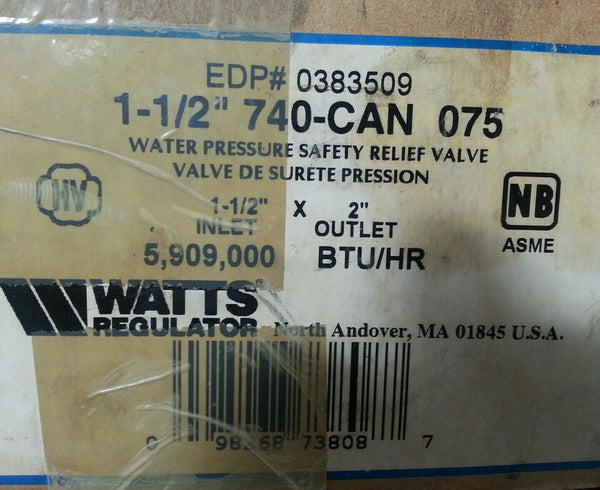 EDP# 0383509
1-1/2" 740-CAN 075
WATER PRESSURE SAFETY RELIEF VALVE
VALVE DE SURETE PRESSION
HV
NB
1-1/2" X 2"
INLET OUTLET
ASME
5,909,000 BTU/HR
WATTS
REGULATOR North Andover, MA 01845 U.S.A.
0 98268 73808 7